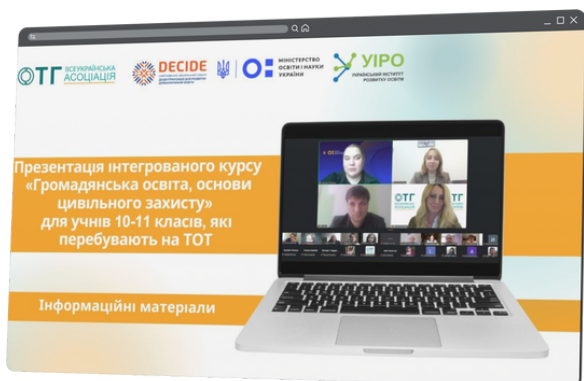 ОТГ ВСЕУКРАЇНСЬКА
АСОЦІАЦІЯ
DECIDE
МІНІСТЕРСТВО
ОСВІТИ І НАУКИ
УКРАЇНИ
УІРО
УКРАЇНСЬКИЙ ІНСТИТУТ
РОЗВИТКУ ОСВІТИ
Презентація інтегрованого курсу
«Громадянська освіта, основи
цивільного захисту»
для учнів 10-11 класів, які
перебувають на ТОТ
Інформаційні матеріали